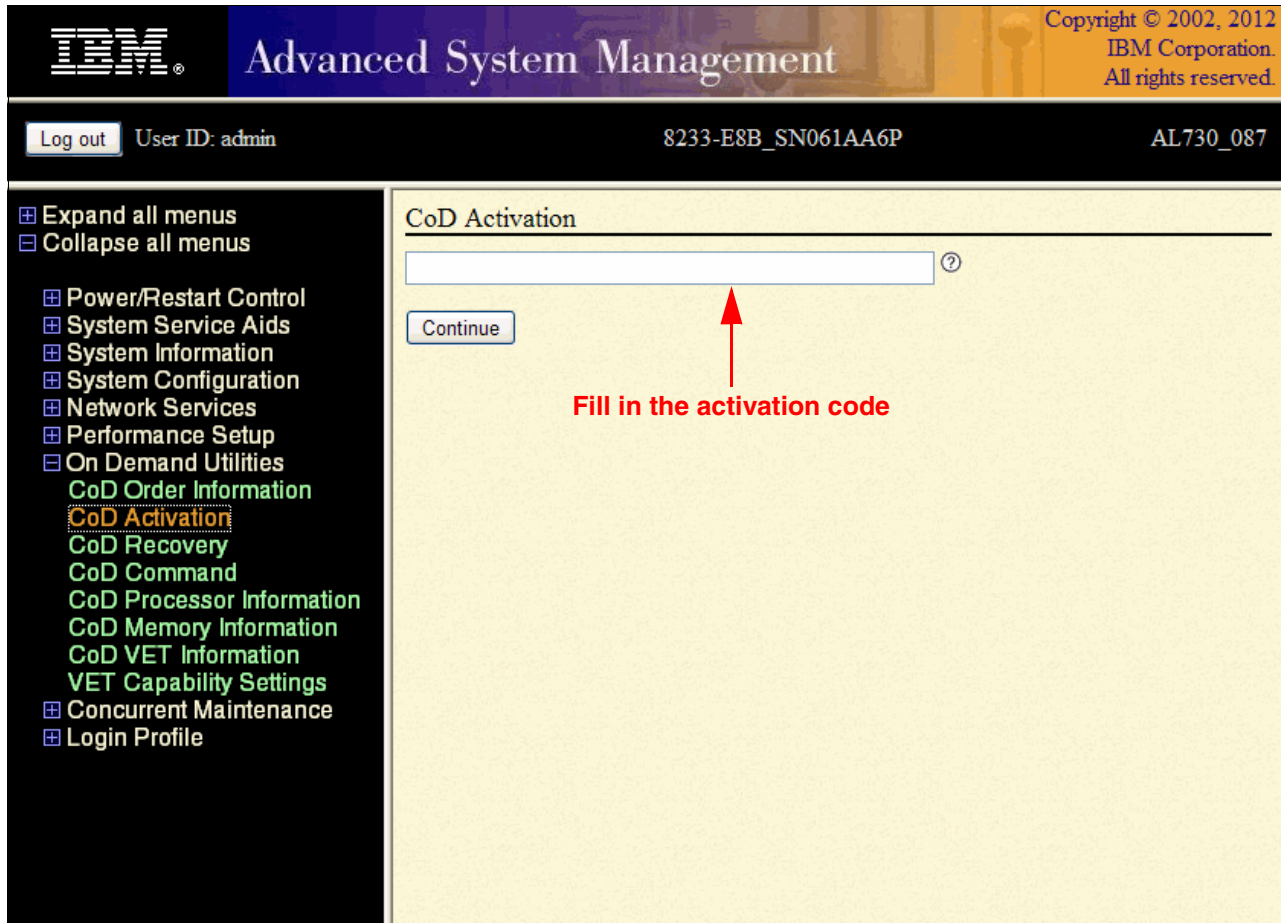 IBM®
Advanced System Management
Copyright © 2002, 2012
IBM Corporation.
All rights reserved.
Log out User ID: admin 8233-E8B_SN061AA6P AL730_087
Expand all menus
Collapse all menus
Power/Restart Control
System Service Aids
System Information
System Configuration
Network Services
Performance Setup
On Demand Utilities
CoD Order Information
CoD Activation
CoD Recovery
CoD Command
CoD Processor Information
CoD Memory Information
CoD VET Information
VET Capability Settings
Concurrent Maintenance
Login Profile
CoD Activation
?
Continue
Fill in the activation code